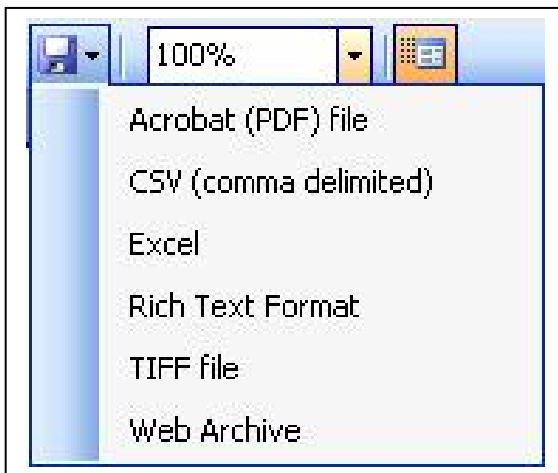 100%
Acrobat (PDF) file
CSV (comma delimited)
Excel
Rich Text Format
TIFF file
Web Archive